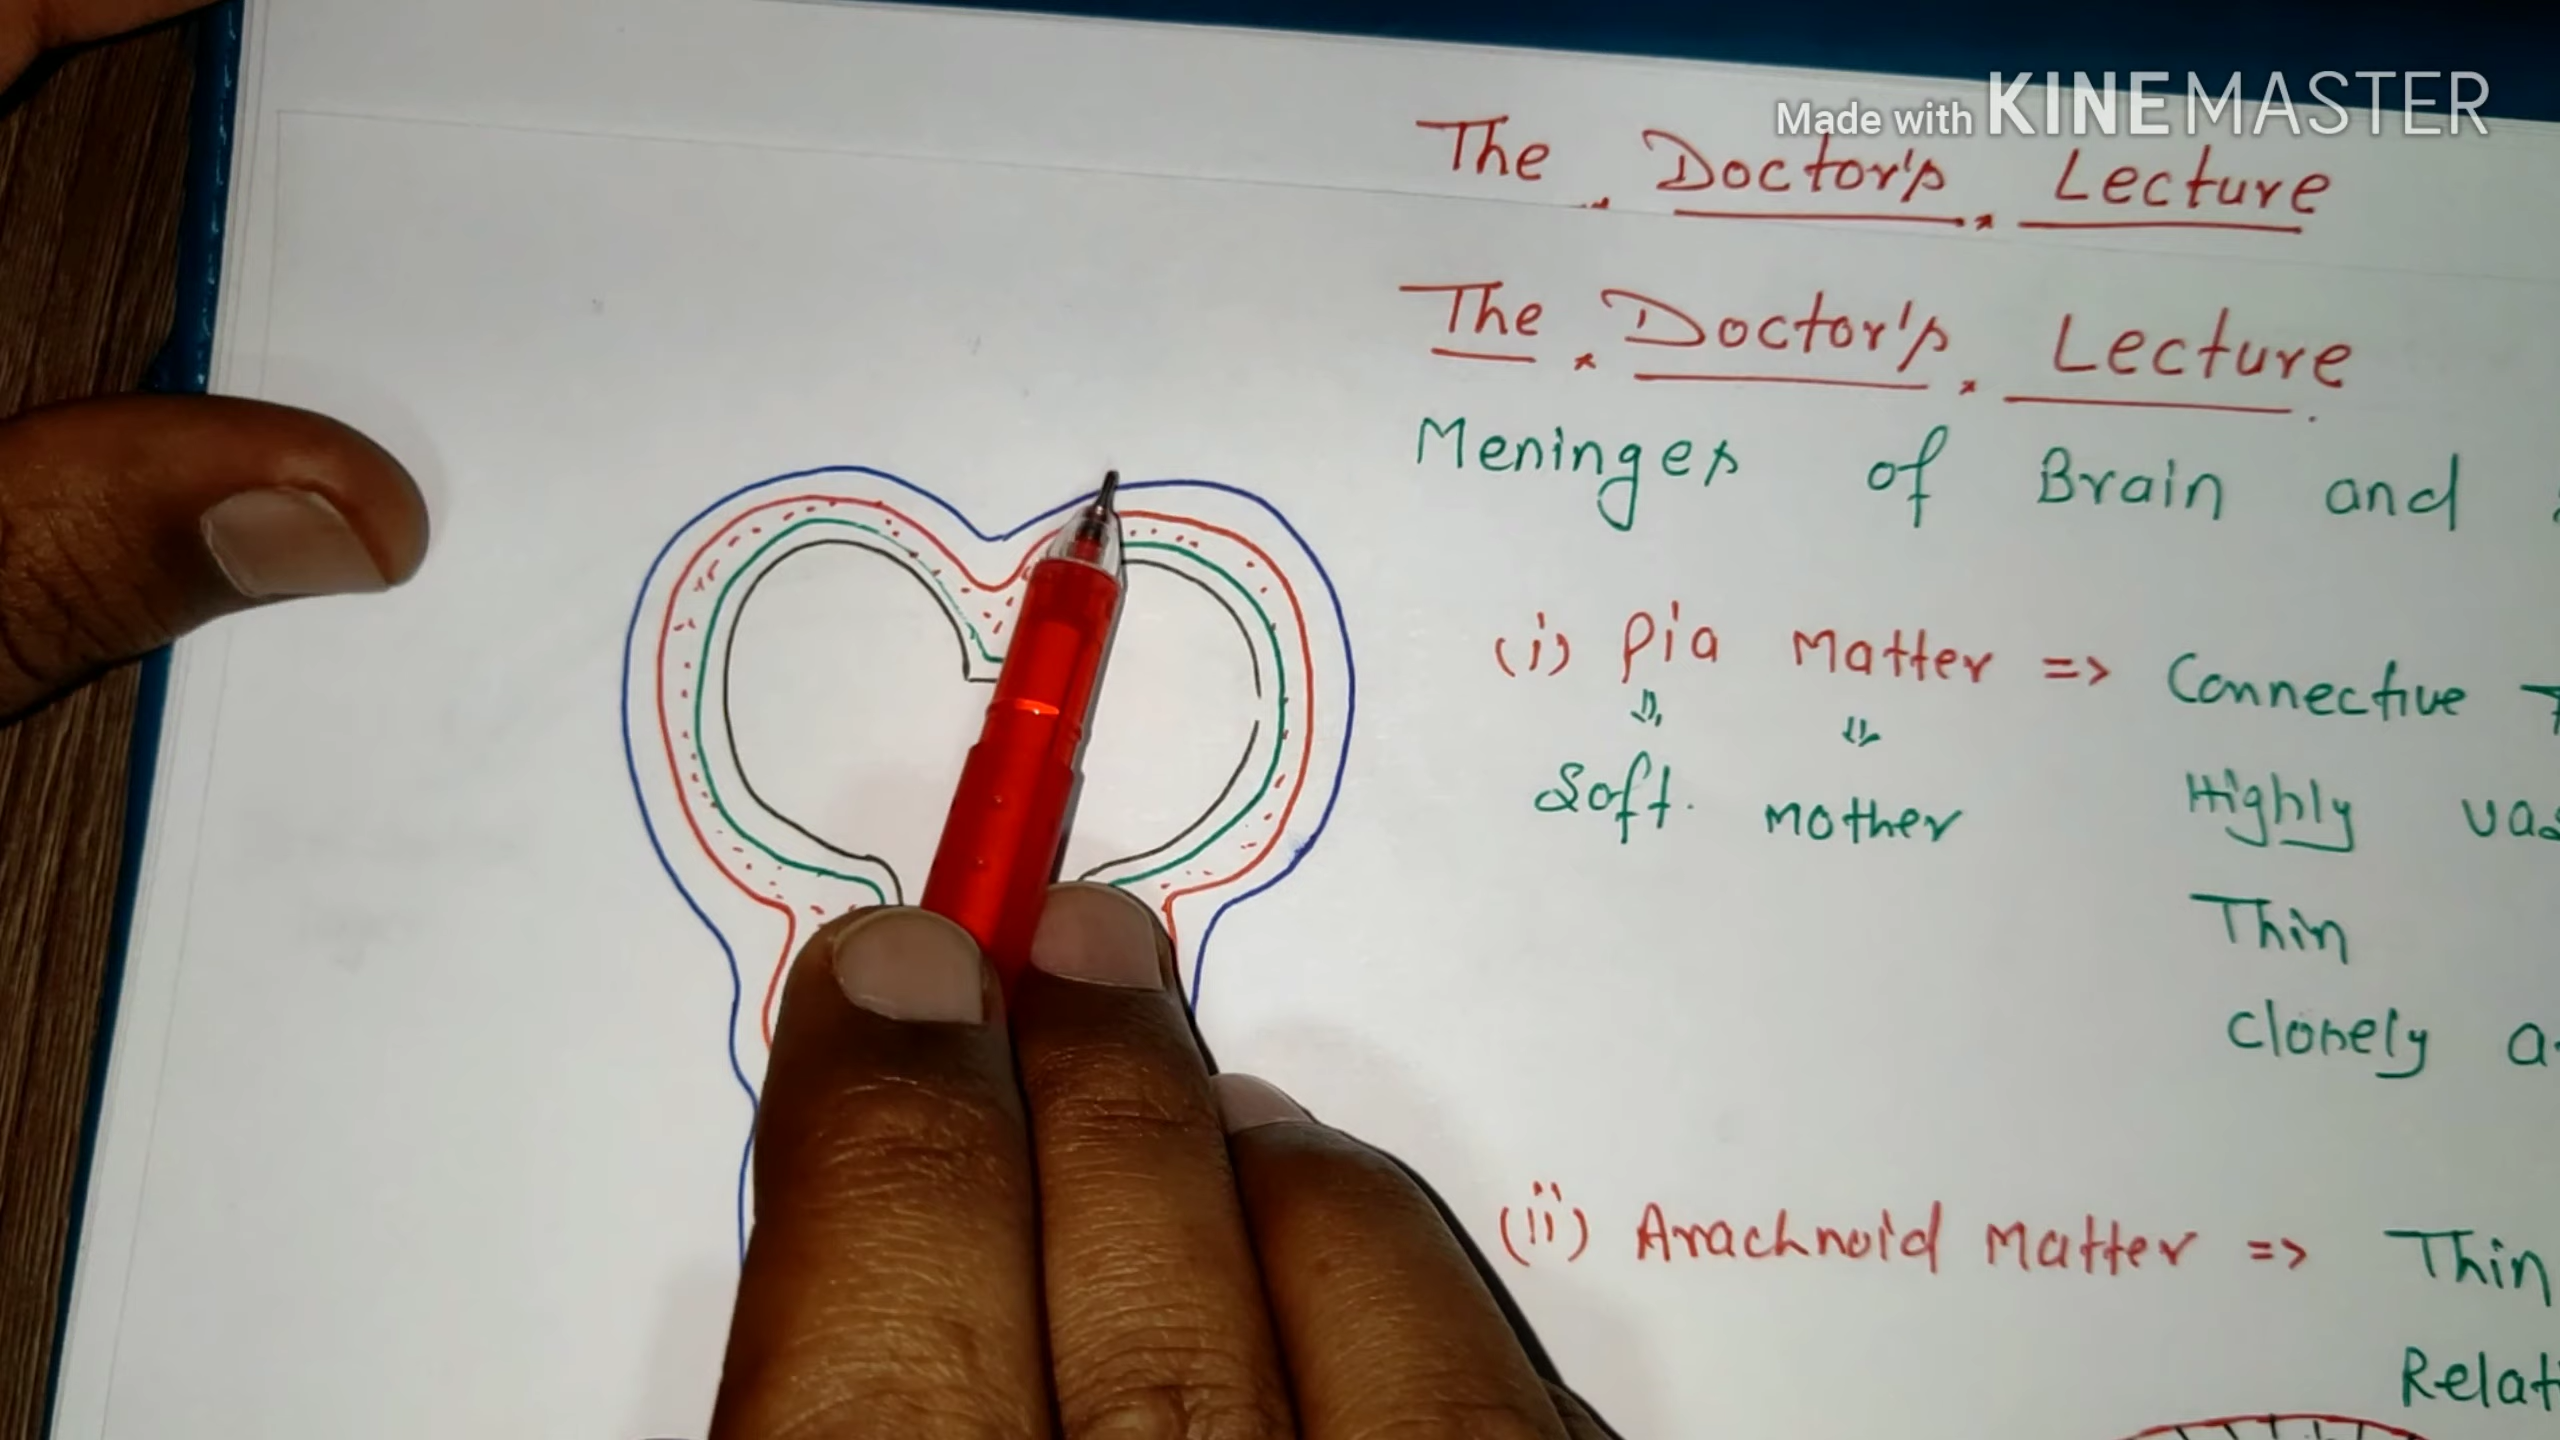 Made with KINEMASTER
The Doctor's Lecture
The Doctor's Lecture
Meninges of Brain and
(i) Pia Matter => Connective
Soft. Mother
Highly
Thin
Closely
(ii) Arachnoid Matter => Thin